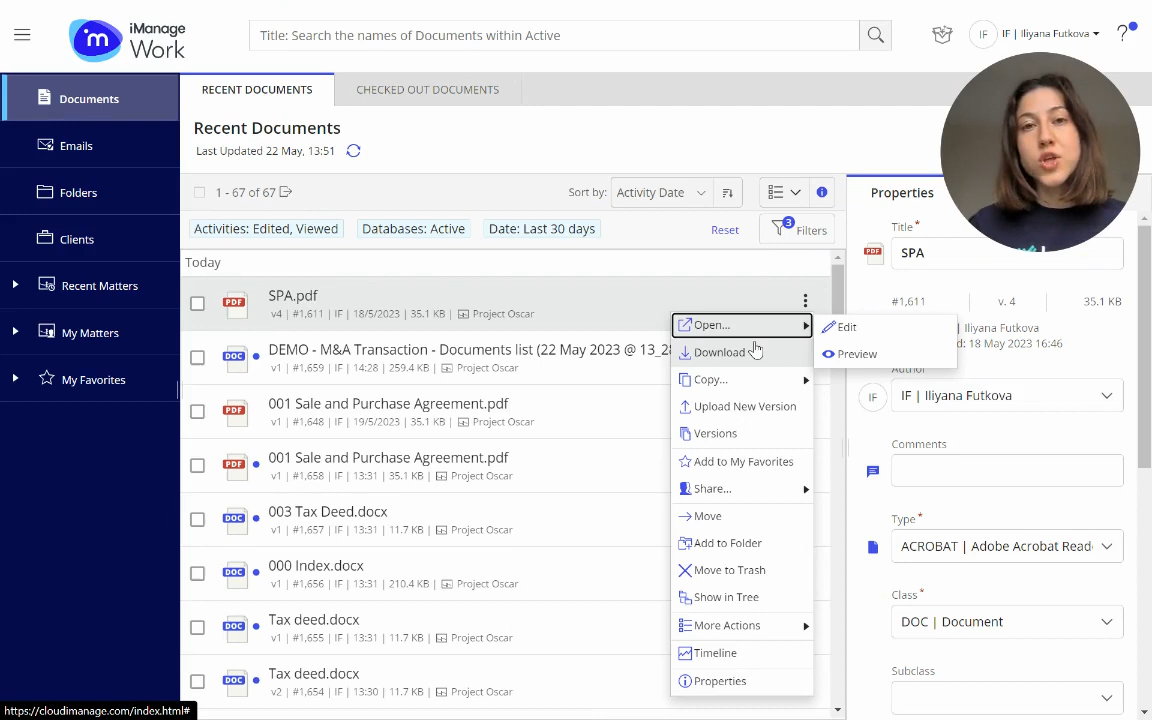 iManage
Work
Title: Search the names of Documents within Active
IF
IF | Iliyana Futkova
?
Documents
Emails
Folders
Clients
Recent Matters
My Matters
My Favorites
RECENT DOCUMENTS
CHECKED OUT DOCUMENTS
Recent Documents
Last Updated 22 May, 13:51
1 - 67 of 67
Sort by:
Activity Date
Activities: Edited, Viewed
Databases: Active
Date: Last 30 days
Reset
3
Filters
Today
PDF
SPA.pdf
v4 | #1,611 | IF | 18/5/2023 | 35.1 KB | Project Oscar
DOC
DEMO - M&A Transaction - Documents list (22 May 2023 @ 13_28
v1 | #1,659 | IF | 14:28 | 259.4 KB | Project Oscar
PDF
001 Sale and Purchase Agreement.pdf
v1 | #1,648 | IF | 19/5/2023 | 35.1 KB | Project Oscar
PDF
001 Sale and Purchase Agreement.pdf
v1 | #1,658 | IF | 13:31 | 35.1 KB | Project Oscar
DOC
003 Tax Deed.docx
v1 | #1,657 | IF | 13:31 | 11.7 KB | Project Oscar
DOC
000 Index.docx
v1 | #1,656 | IF | 13:31 | 210.4 KB | Project Oscar
DOC
Tax deed.docx
v1 | #1,655 | IF | 13:31 | 11.7 KB | Project Oscar
DOC
Tax deed.docx
v2 | #1,654 | IF | 13:30 | 11.7 KB | Project Oscar
Open...
Download
Copy...
Upload New Version
Versions
Add to My Favorites
Share...
Move
Add to Folder
Move to Trash
Show in Tree
More Actions
Timeline
Properties
Edit
Preview
Properties
Title*
PDF
SPA
#1,611
v. 4
35.1 KB
| Iliyana Futkova
d: 18 May 2023 16:46
Author
IF
IF | Iliyana Futkova
Comments
Type*
ACROBAT | Adobe Acrobat Read
Class*
DOC | Document
Subclass
https://cloudimanage.com/index.html#